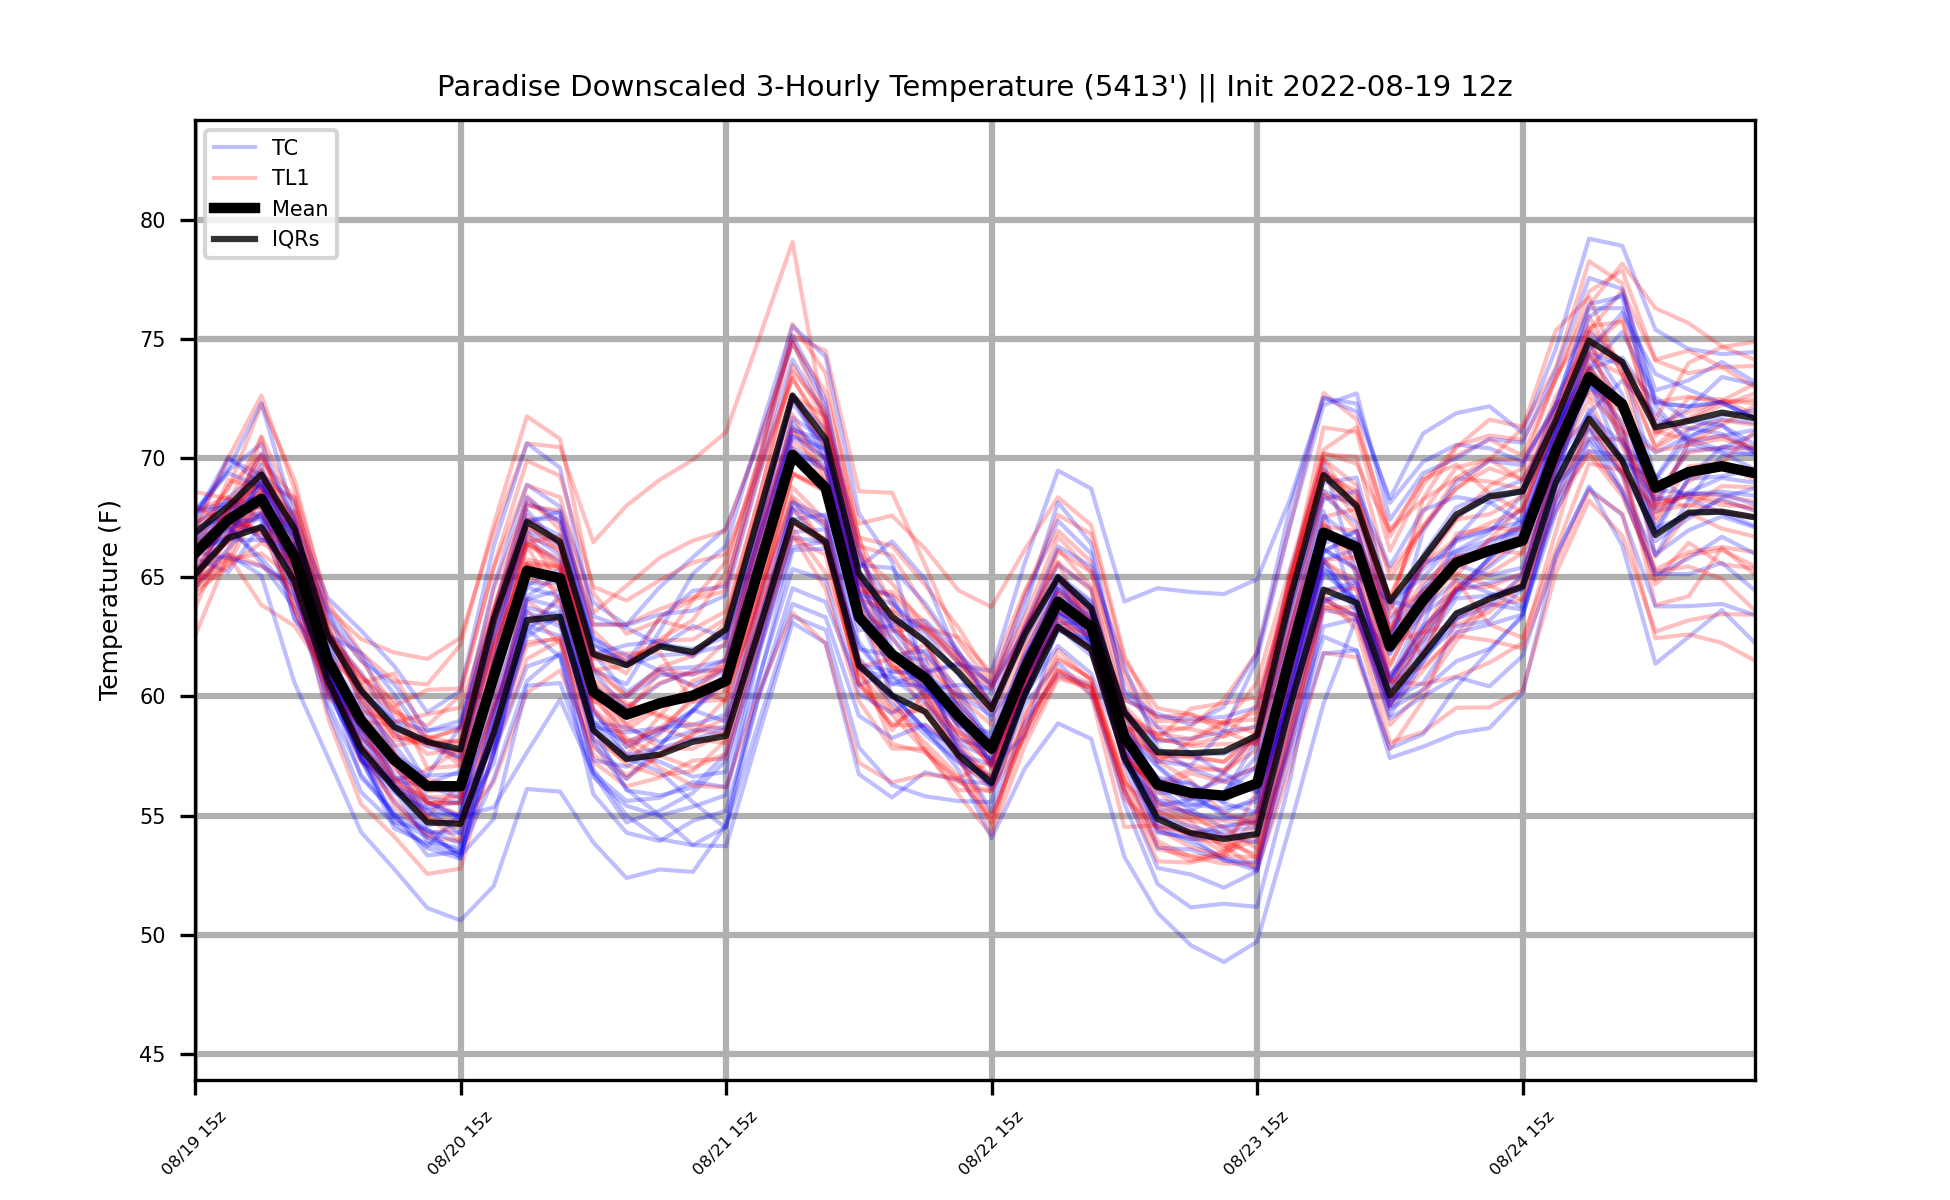 Paradise Downscaled 3-Hourly Temperature (5413') || Init 2022-08-19 12z
TC
TL1
Mean
IQRs
Temperature (F)
80
75
70
65
60
55
50
45
08/19 15z
08/20 15z
08/21 15z
08/22 15z
08/23 15z
08/24 15z